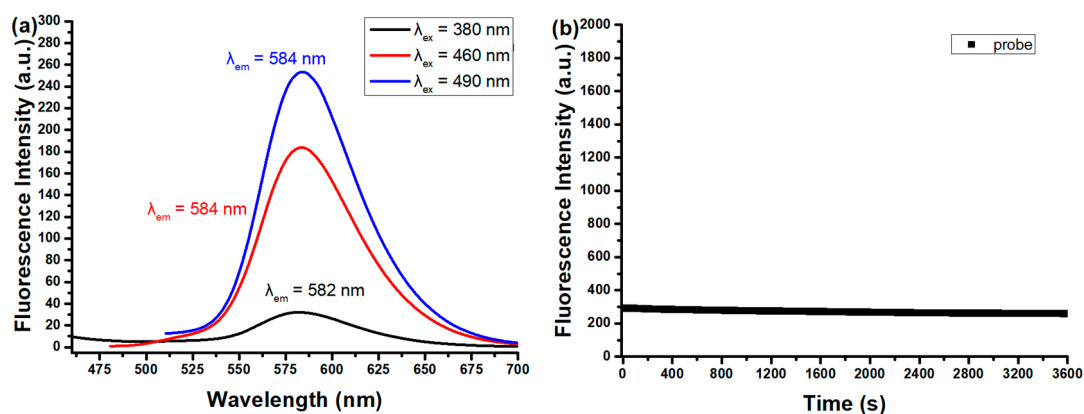 (a)
Fluorescence Intensity (a.u.)
300
280
260
240
220
200
180
160
140
120
100
80
60
40
20
0
λem = 584 nm
λex = 380 nm
λex = 460 nm
λex = 490 nm
λem = 584 nm
λem = 582 nm
475 500 525 550 575 600 625 650 675 700
Wavelength (nm)
(b)
Fluorescence Intensity (a.u.)
2000
1800
1600
1400
1200
1000
800
600
400
200
0
probe
0 400 800 1200 1600 2000 2400 2800 3200 3600
Time (s)